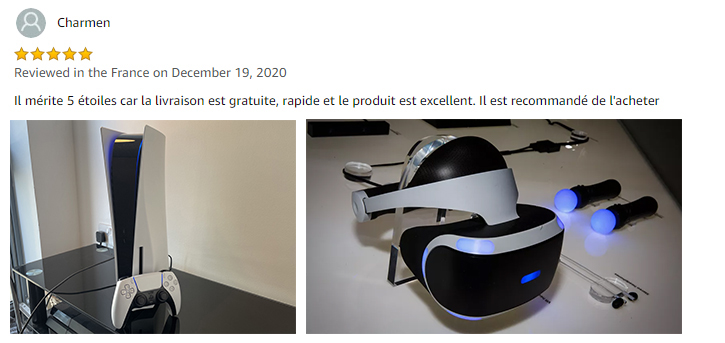 Charmen
Reviewed in the France on December 19, 2020
Il mérite 5 étoiles car la livraison est gratuite, rapide et le produit est excellent. Il est recommandé de l'acheter